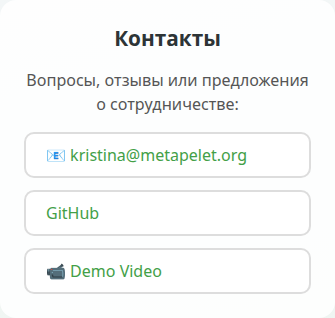 Контакты
Вопросы, отзывы или предложения
о сотрудничестве:
📧 kristina@metapelet.org
GitHub
📹 Demo Video